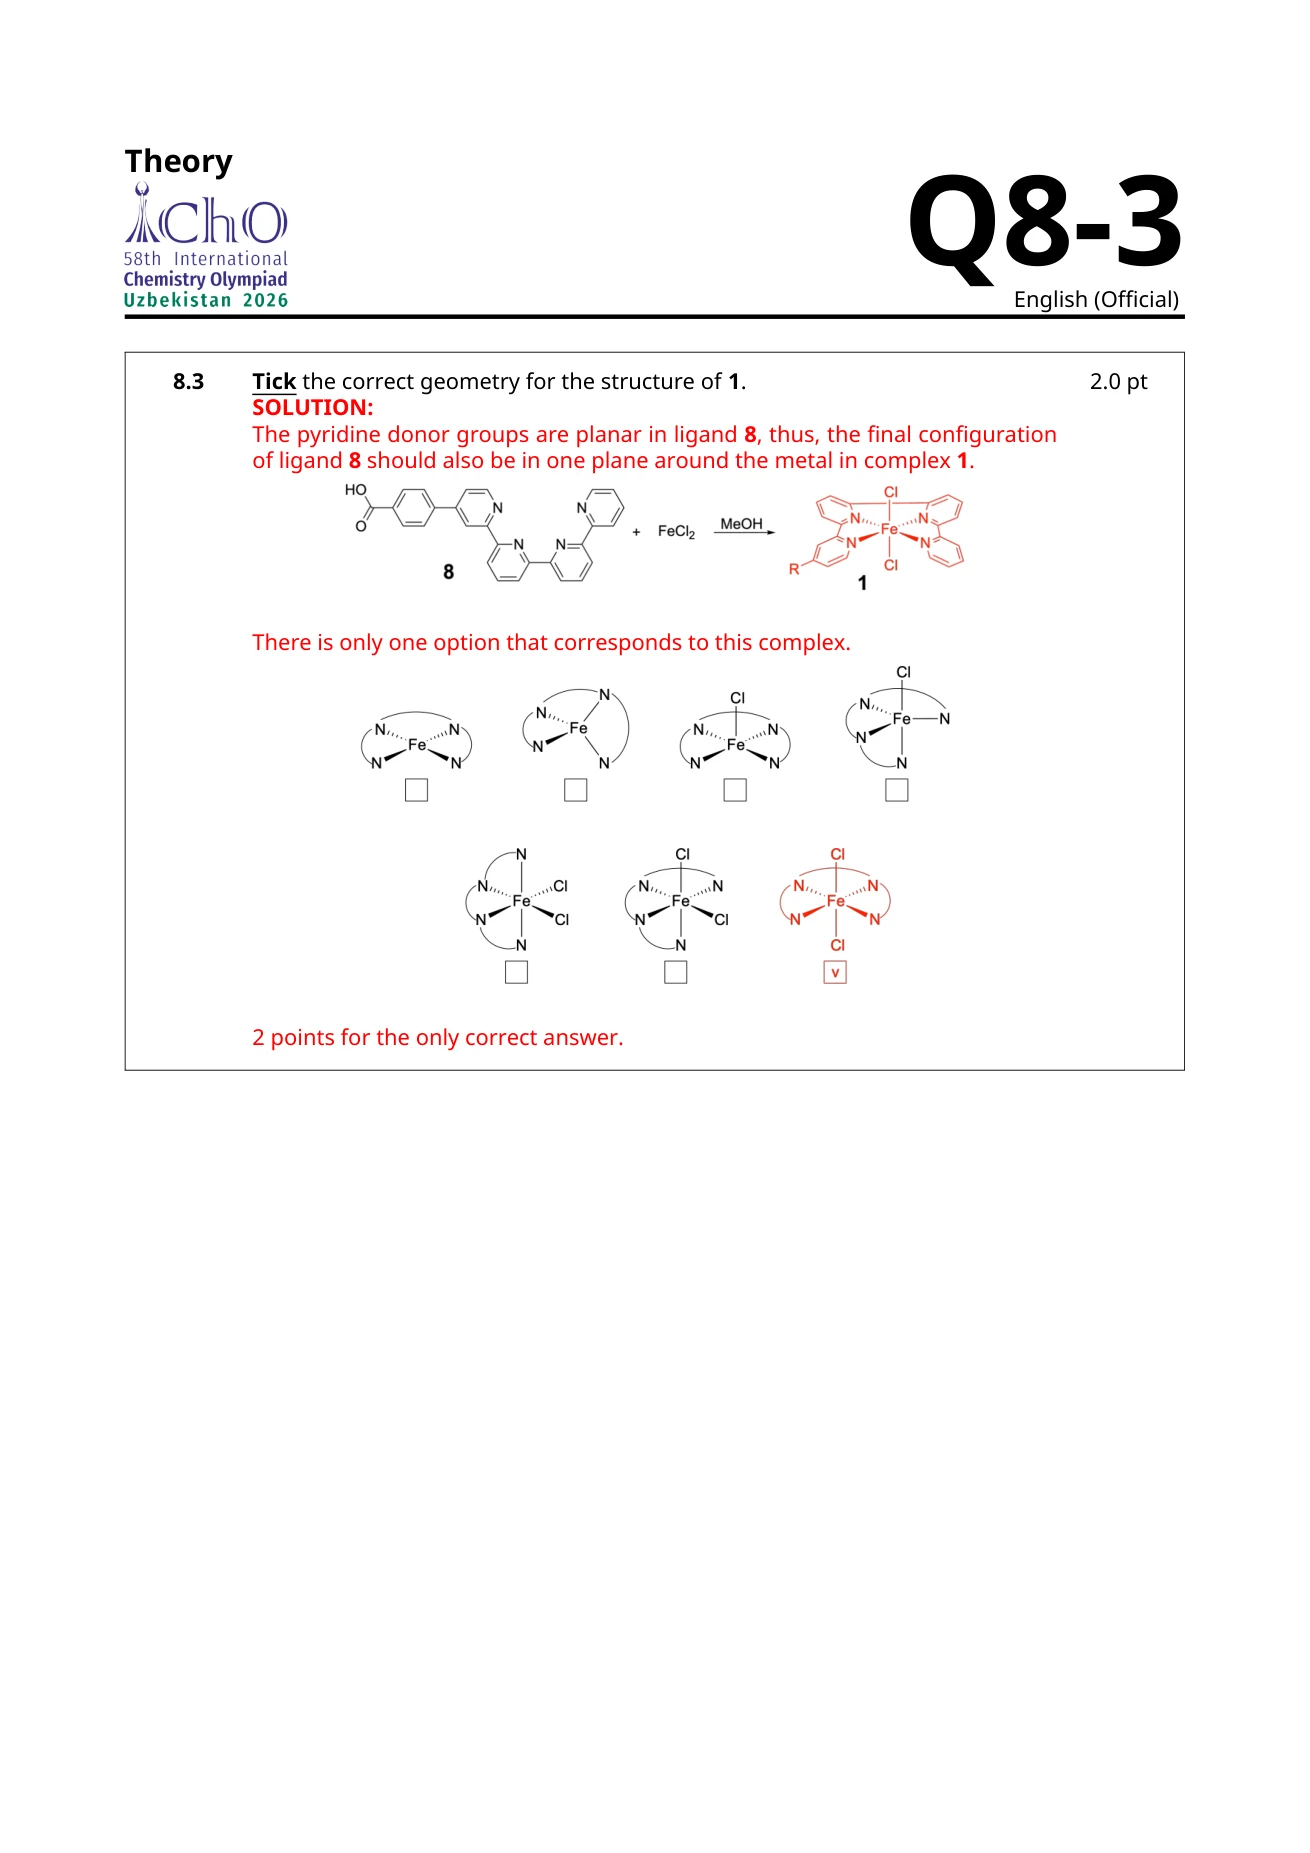 Theory
ichO
58th International
Chemistry Olympiad
Uzbekistan 2026
Q8-3
English (Official)
8.3 Tick the correct geometry for the structure of 1. 2.0 pt
SOLUTION:
The pyridine donor groups are planar in ligand 8, thus, the final configuration
of ligand 8 should also be in one plane around the metal in complex 1.
HO O N N N N 8 + FeCl2 MeOH Cl N N Fe N N Cl R 1
There is only one option that corresponds to this complex.
N N Fe N N
N N Fe N N
Cl N N Fe N N
Cl N Fe N N N
N N Cl Fe N Cl N
Cl N N Fe N Cl N
Cl N N Fe N N Cl
v
2 points for the only correct answer.